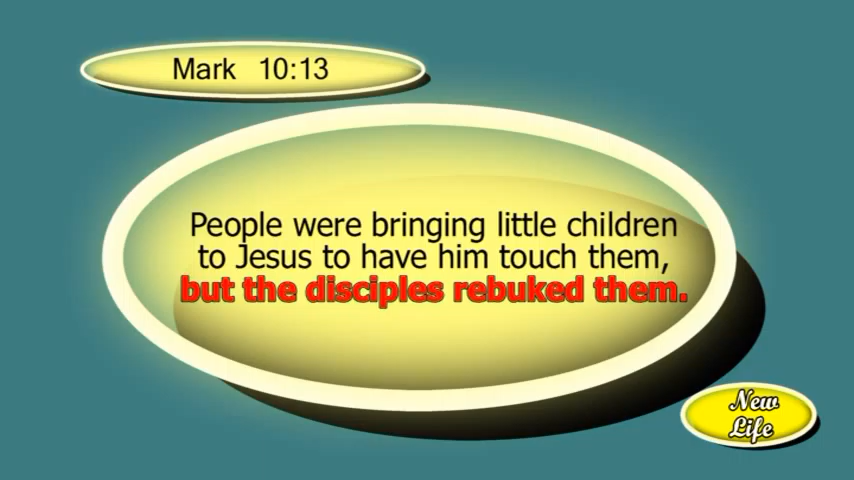 Mark 10:13
People were bringing little children
to Jesus to have him touch them,
but the disciples rebuked them.
New
Life